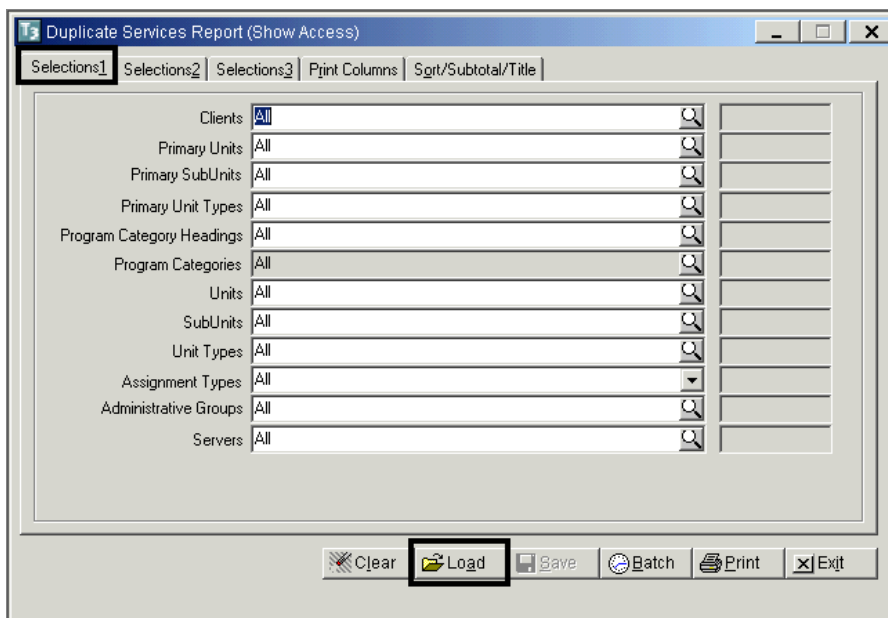 T3 Duplicate Services Report (Show Access)
Selections1 Selections2 Selections3 Print Columns Sort/Subtotal/Title
Clients All
Primary Units All
Primary SubUnits All
Primary Unit Types All
Program Category Headings All
Program Categories All
Units All
SubUnits All
Unit Types All
Assignment Types All
Administrative Groups All
Servers All
Clear Load Save Batch Print Exit